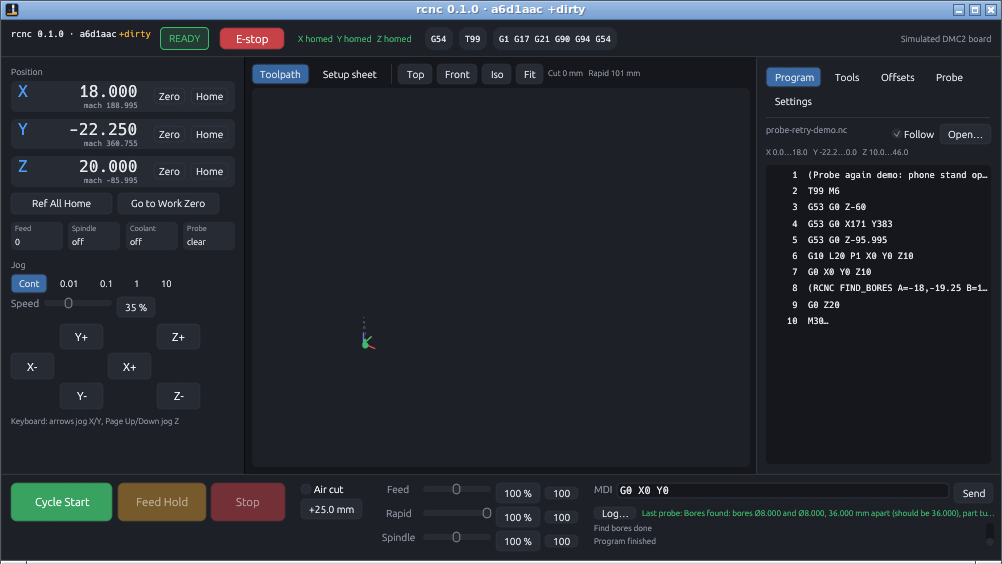 rcnc 0.1.0 · a6d1aac +dirty
rcnc 0.1.0 · a6d1aac +dirty
READY
E-stop
X homed Y homed Z homed
G54
T99
G1 G17 G21 G90 G94 G54
Simulated DMC2 board
Position
X
18.000
mach 188.995
Zero
Home
Y
-22.250
mach 360.755
Zero
Home
Z
20.000
mach -85.995
Zero
Home
Ref All Home
Go to Work Zero
Feed
0
Spindle
off
Coolant
off
Probe
clear
Jog
Cont
0.01
0.1
1
10
Speed
35 %
Y+
Z+
X-
X+
Y-
Z-
Keyboard: arrows jog X/Y, Page Up/Down jog Z
Toolpath
Setup sheet
Top
Front
Iso
Fit
Cut 0 mm Rapid 101 mm
Program
Tools
Offsets
Probe
Settings
probe-retry-demo.nc
Follow
Open…
X 0.0…18.0 Y -22.2…0.0 Z 10.0…46.0
1 (Probe again demo: phone stand op…
2 T99 M6
3 G53 G0 Z-60
4 G53 G0 X171 Y383
5 G53 G0 Z-95.995
6 G10 L20 P1 X0 Y0 Z10
7 G0 X0 Y0 Z10
8 (RCNC FIND_BORES A=-18,-19.25 B=1…
9 G0 Z20
10 M30…
Cycle Start
Feed Hold
Stop
Air cut
+25.0 mm
Feed
100 %
100
Rapid
100 %
100
Spindle
100 %
100
MDI
G0 X0 Y0
Send
Log…
Last probe: Bores found: bores Ø8.000 and Ø8.000, 36.000 mm apart (should be 36.000), part tu…
Find bores done
Program finished